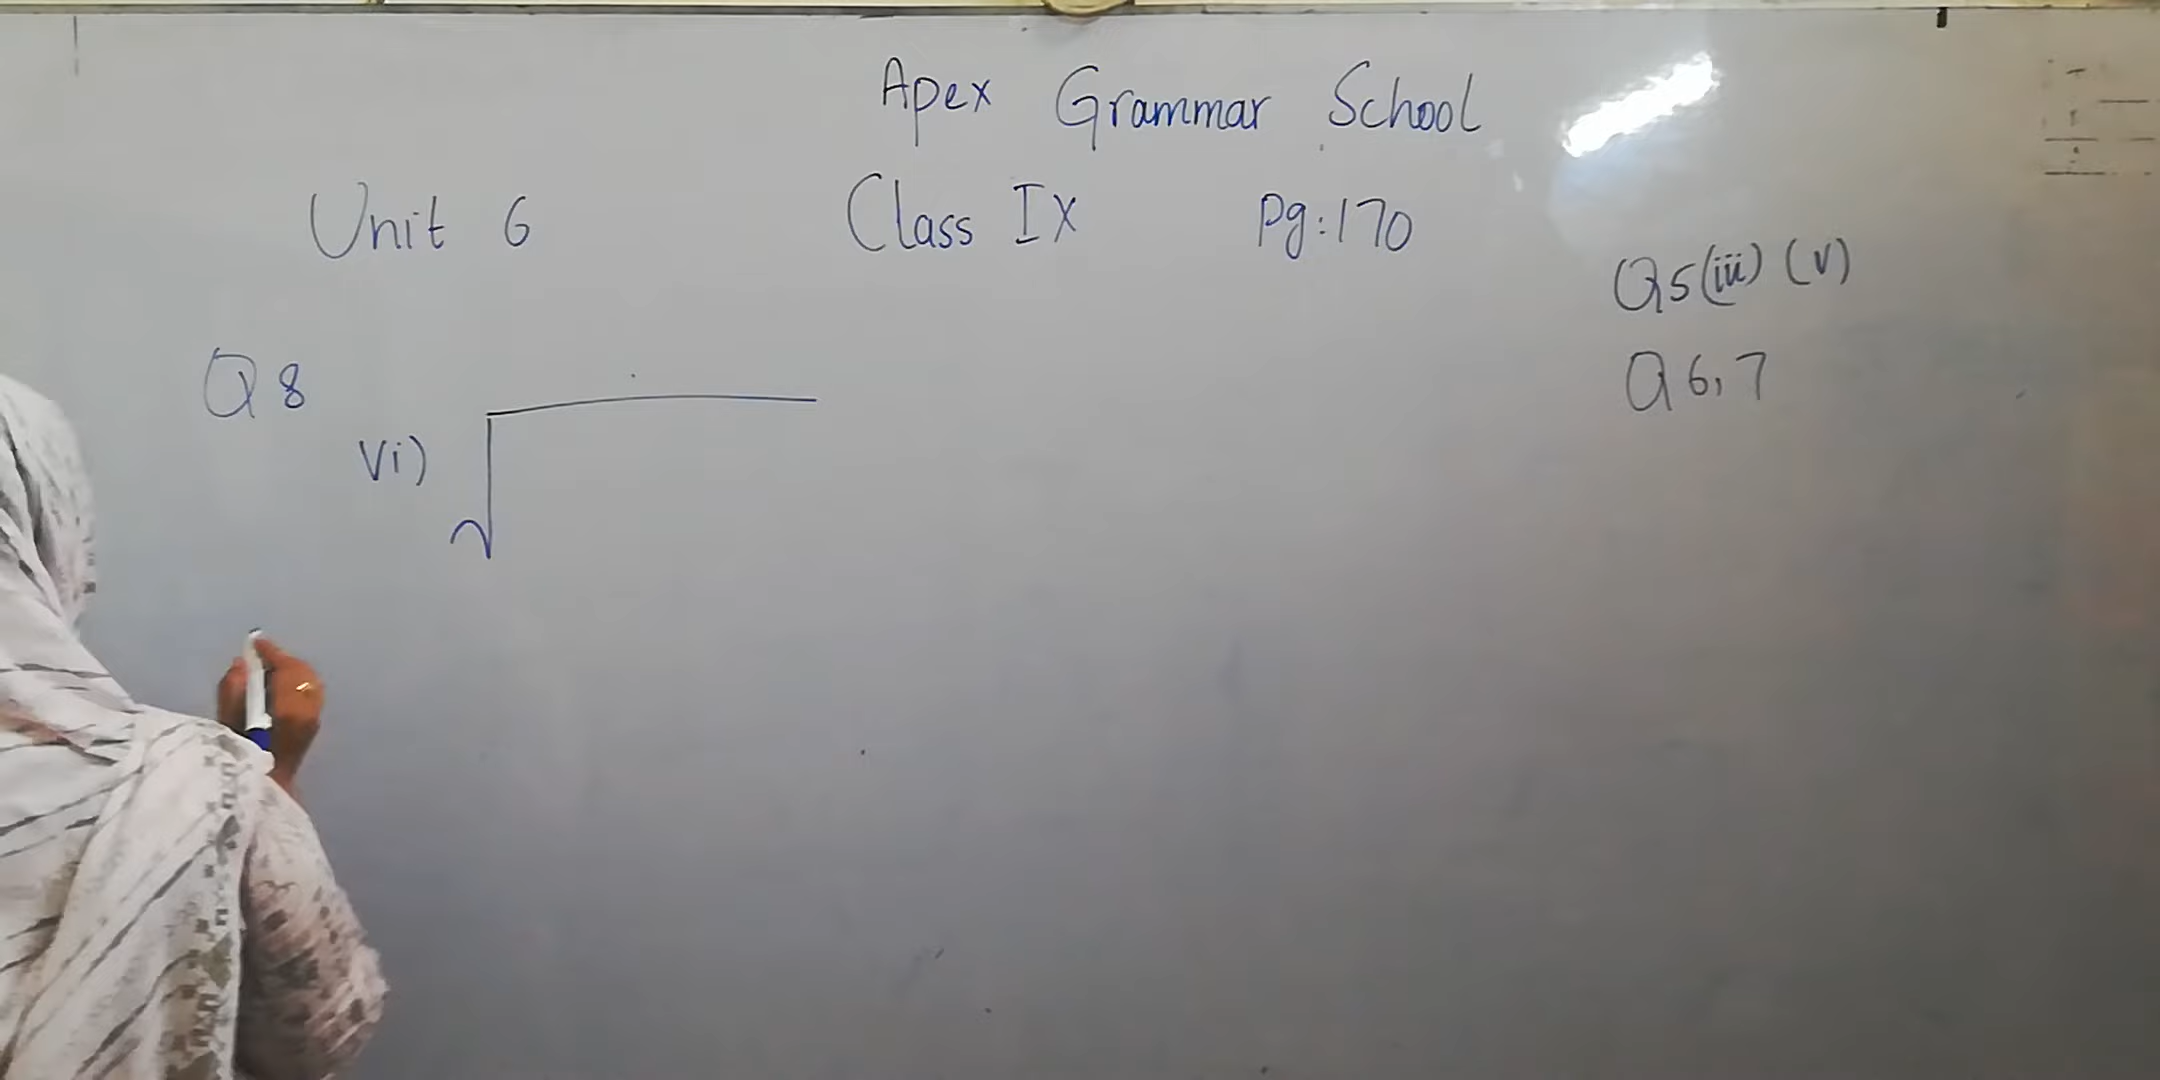 Apex Grammar School
Unit 6 Class IX Pg:170
Q5(iii) (v)
Q8 Q6,7
vi) √